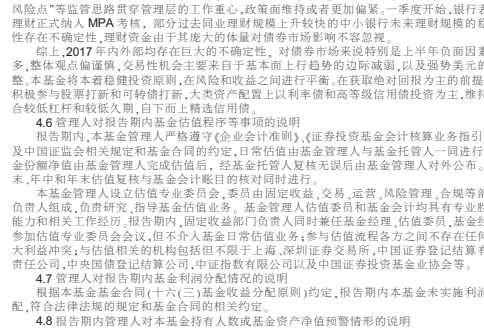 风险点”等监管思路贯穿管理层的工作重心,政策面维持或者更加偏紧。一季度开始,银行表
理财正式纳入 MPA 考核，部分过去同业理财规模上升较快的中小银行未来理财规模的稳
性存在不确定性,理财资金由于其庞大的体量对债券市场影响不容忽视。
综上,2017 年内外部均存在巨大的不确定性，对债券市场来说特别是上半年负面因素
多,整体观点偏谨慎,交易性机会主要来自于基本面上行趋势的边际减弱,以及强势美元的
整。本基金将本着稳健投资原则,在风险和收益之间进行平衡。在获取绝对回报为主的前提
积极参与股票打新和可转债打新,大类资产配置上以利率债和高等级信用债投资为主,维持
合较低杠杆和较低久期,自下而上精选信用债。
4.6 管理人对报告期内基金估值程序等事项的说明
报告期内,本基金管理人严格遵守《企业会计准则》、《证券投资基金会计核算业务指引
及中国证监会相关规定和基金合同的约定,日常估值由基金管理人与基金托管人一同进行
金份额净值由基金管理人完成估值后，经基金托管人复核无误后由基金管理人对外公布。
末、年中和年末估值复核与基金会计账目的核对同时进行。
本基金管理人设立估值专业委员会,委员由固定收益、交易、运营、风险管理、合规等部
负责人组成,负责研究、指导基金估值业务。基金管理人估值委员和基金会计均具有专业胜
能力和相关工作经历。报告期内,固定收益部门负责人同时兼任基金经理、估值委员,基金经
参加估值专业委员会会议,但不介入基金日常估值业务;参与估值流程各方之间不存在任何
大利益冲突;与估值相关的机构包括但不限于上海、深圳证券交易所,中国证券登记结算有
责任公司,中央国债登记结算公司,中证指数有限公司以及中国证券投资基金业协会等。
4.7 管理人对报告期内基金利润分配情况的说明
根据本基金基金合同(十六(三)基金收益分配原则)约定,报告期内本基金未实施利润
配,符合法律法规的规定和基金合同的相关约定。
4.8 报告期内管理人对本基金持有人数或基金资产净值预警情形的说明